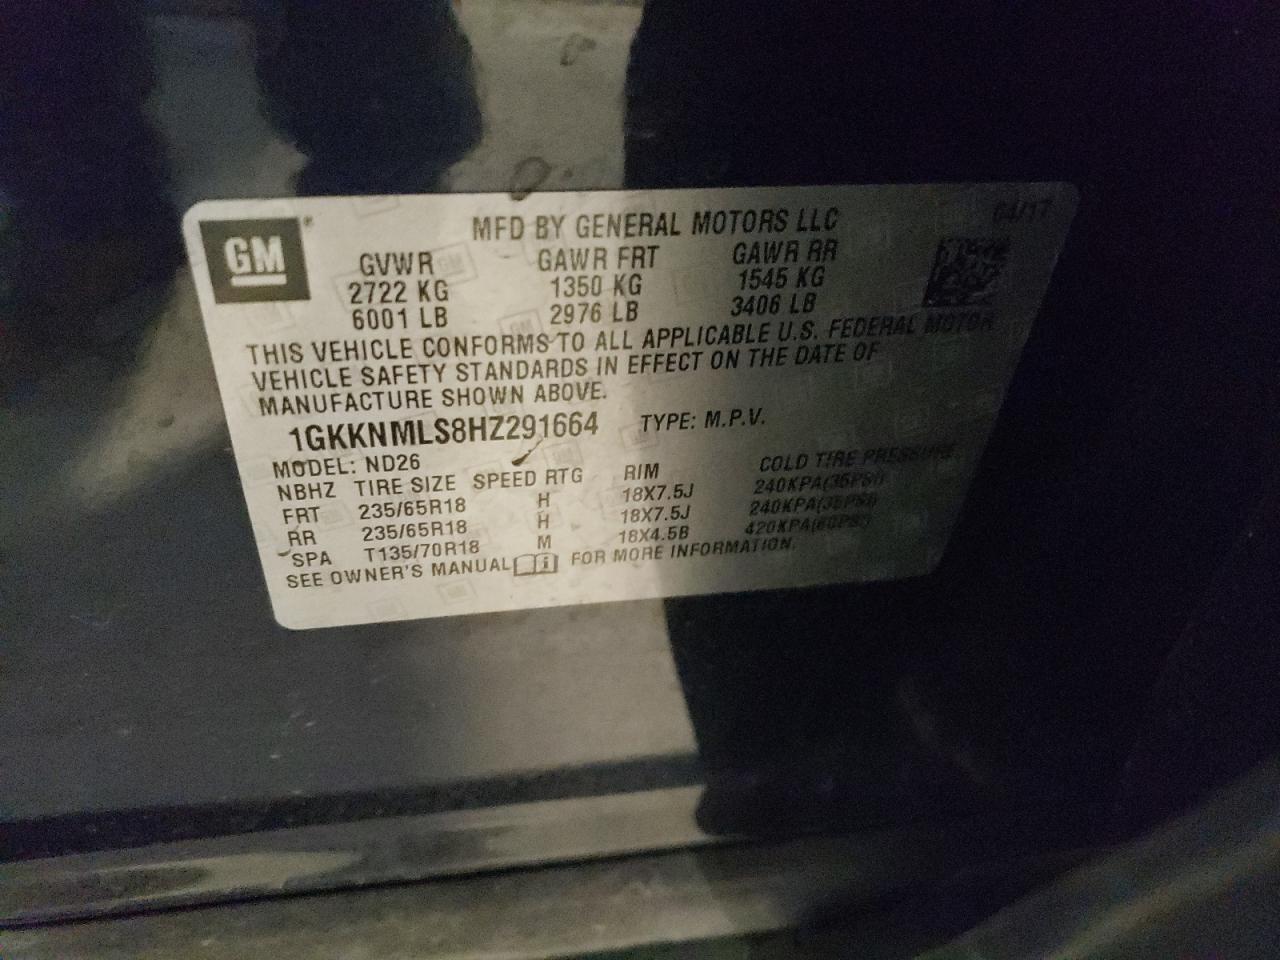 GM
MFD BY GENERAL MOTORS LLC 04/17
GVWR GAWR FRT GAWR RR
2722 KG 1350 KG 1545 KG
6001 LB 2976 LB 3406 LB
THIS VEHICLE CONFORMS TO ALL APPLICABLE U.S. FEDERAL MOTOR
VEHICLE SAFETY STANDARDS IN EFFECT ON THE DATE OF
MANUFACTURE SHOWN ABOVE.
1GKKNMLS8HZ291664 TYPE: M.P.V.
MODEL: ND26
NBHZ TIRE SIZE SPEED RTG RIM COLD TIRE PRESSURE
FRT 235/65R18 H 18X7.5J 240KPA(35PSI)
RR 235/65R18 H 18X7.5J 240KPA(35PSI)
SPA T135/70R18 M 18X4.5B 420KPA(60PSI)
SEE OWNER'S MANUAL FOR MORE INFORMATION.